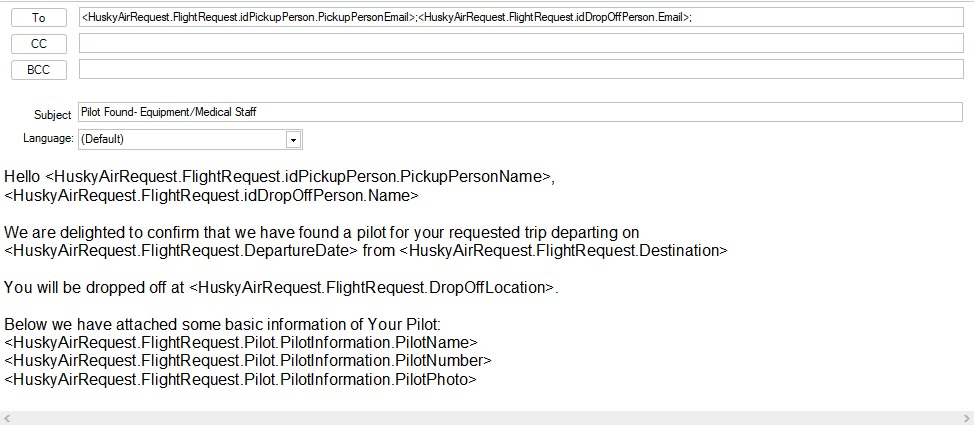 To <HuskyAirRequest.FlightRequest.idPickupPerson.PickupPersonEmail>;<HuskyAirRequest.FlightRequest.idDropOffPerson.Email>;
CC
BCC
Subject Pilot Found- Equipment/Medical Staff
Language: (Default)
Hello <HuskyAirRequest.FlightRequest.idPickupPerson.PickupPersonName>,
<HuskyAirRequest.FlightRequest.idDropOffPerson.Name>
We are delighted to confirm that we have found a pilot for your requested trip departing on
<HuskyAirRequest.FlightRequest.DepartureDate> from <HuskyAirRequest.FlightRequest.Destination>
You will be dropped off at <HuskyAirRequest.FlightRequest.DropOffLocation>.
Below we have attached some basic information of Your Pilot:
<HuskyAirRequest.FlightRequest.Pilot.PilotInformation.PilotName>
<HuskyAirRequest.FlightRequest.Pilot.PilotInformation.PilotNumber>
<HuskyAirRequest.FlightRequest.Pilot.PilotInformation.PilotPhoto>